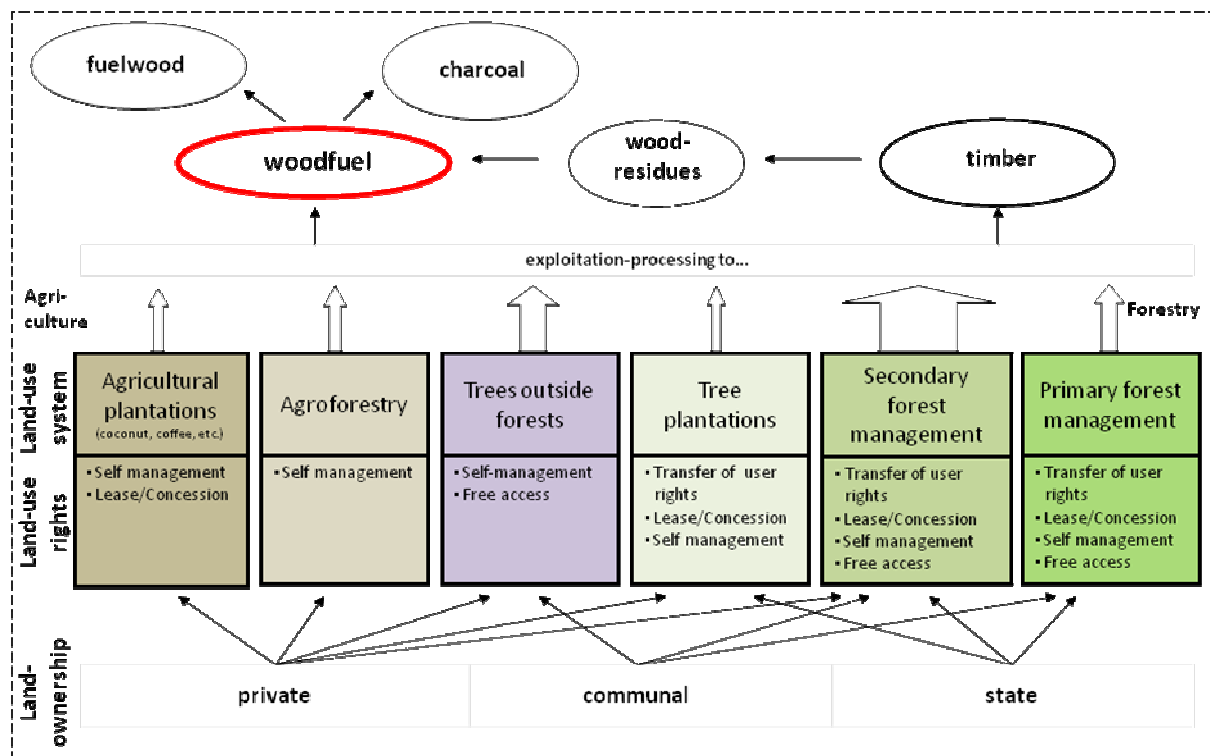 fuelwood
charcoal
woodfuel
wood-
residues
timber
exploitation-processing to...
Agri-
culture
Forestry
Land-use
system
Agricultural
plantations
(coconut, coffee, etc.)
Agroforestry
Trees outside
forests
Tree
plantations
Secondary
forest
management
Primary forest
management
Land-use
rights
▪ Self management
▪ Lease/Concession
▪ Self management
▪ Self-management
▪ Free access
▪ Transfer of user
rights
▪ Lease/Concession
▪ Self management
▪ Transfer of user
rights
▪ Lease/Concession
▪ Self management
▪ Free access
▪ Transfer of user
rights
▪ Lease/Concession
▪ Self management
▪ Free access
Land-
ownership
private
communal
state